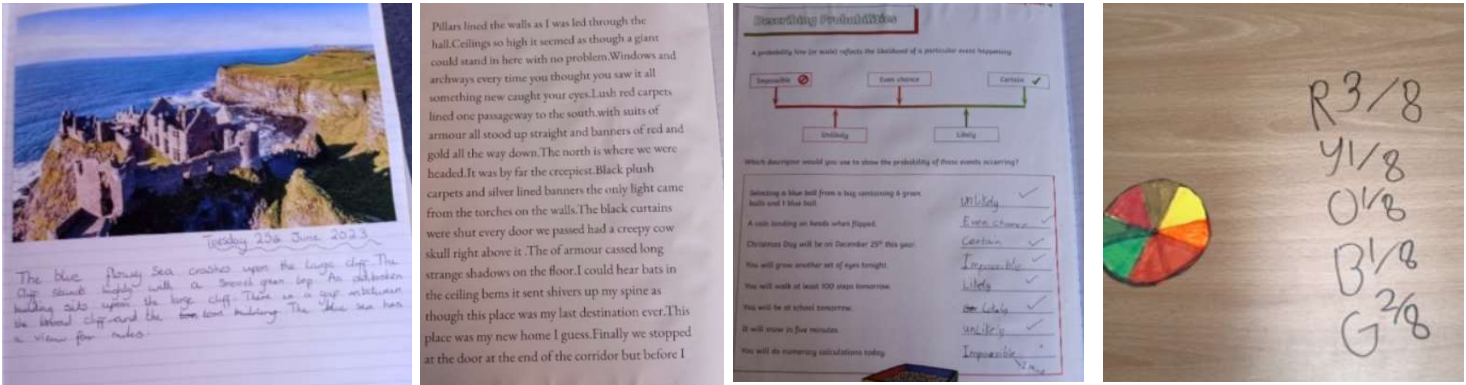 Tuesday 25th June 2023
The blue flowy sea crashes upon the large cliff. The
cliff stands highly with a smooth green top. An
building sits upon the large cliff. There is a gap inbetween
the cliff and the building. The blue sea has
a view for miles.
Pillars lined the walls as I was led through the
hall.Ceilings so high it seemed as though a giant
could stand in here with no problem.Windows and
archways every time you thought you saw it all
something new caught your eyes.Lush red carpets
lined one passageway to the south.with suits of
armour all stood up straight and banners of red and
gold all the way down.The north is where we were
headed.It was by far the creepiest.Black plush
carpets and silver lined banners the only light came
from the torches on the walls.The black curtains
were shut every door we passed had a creepy cow
skull right above it .The of armour cassed long
strange shadows on the floor.I could hear bats in
the ceiling bems it sent shivers up my spine as
though this place was my last destination ever.This
place was my new home I guess.Finally we stopped
at the door at the end of the corridor but before I
Describing Probabilities
A probability line (or scale) reflects the likelihood of a particular event happening.
Impossible
Even chance
Certain
Unlikely
Likely
Which descriptor would you use to show the probability of these events occurring?
Selecting a blue ball from a bag containing 6 green
balls and 1 blue ball. Unlikely
A coin landing on heads when flipped. Even chance
Christmas Day will be on December 25th this year. Certain
You will grow another set of eyes tonight. Impossible
You will walk at least 100 steps tomorrow. Likely
You will be at school tomorrow. Likely
It will snow in five minutes. unlikely
You will do numeracy calculations today. Impossible
R 3/8
Y 1/8
O 1/8
B 1/8
G 2/8